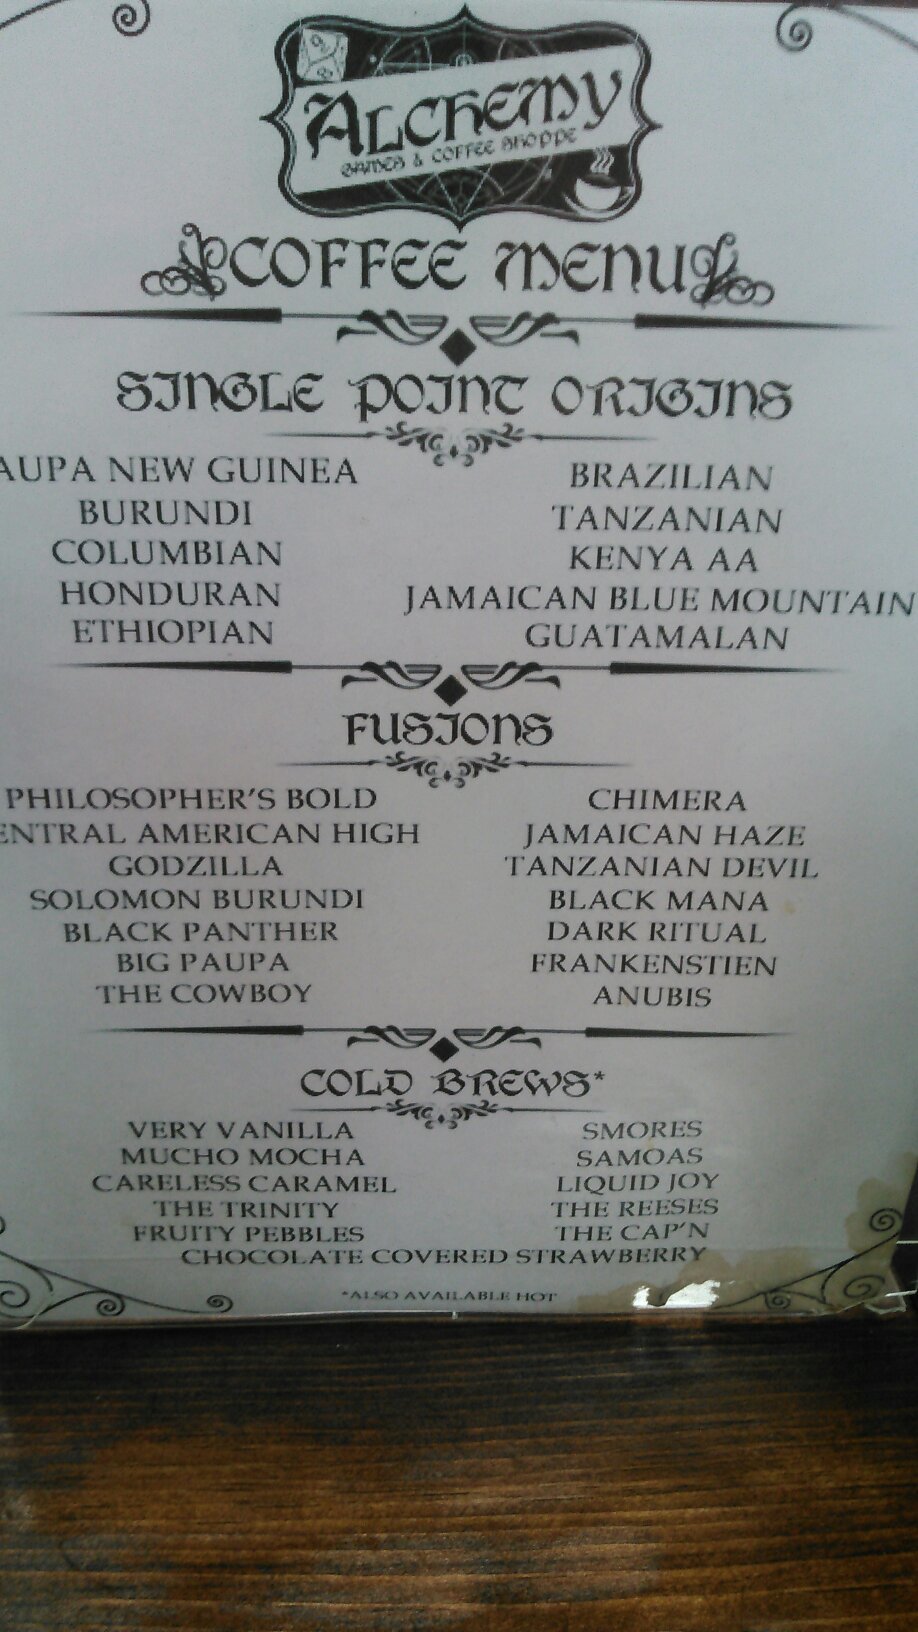 ALCHEMY
GAMES & COFFEE SHOPPE
COFFEE MENU
SINGLE POINT ORIGINS
AUPA NEW GUINEA
BURUNDI
COLUMBIAN
HONDURAN
ETHIOPIAN
BRAZILIAN
TANZANIAN
KENYA AA
JAMAICAN BLUE MOUNTAIN
GUATAMALAN
FUSIONS
PHILOSOPHER'S BOLD
ENTRAL AMERICAN HIGH
GODZILLA
SOLOMON BURUNDI
BLACK PANTHER
BIG PAUPA
THE COWBOY
CHIMERA
JAMAICAN HAZE
TANZANIAN DEVIL
BLACK MANA
DARK RITUAL
FRANKENSTIEN
ANUBIS
COLD BREWS*
VERY VANILLA
MUCHO MOCHA
CARELESS CARAMEL
THE TRINITY
FRUITY PEBBLES
SMORES
SAMOAS
LIQUID JOY
THE REESES
THE CAP'N
CHOCOLATE COVERED STRAWBERRY
*ALSO AVAILABLE HOT